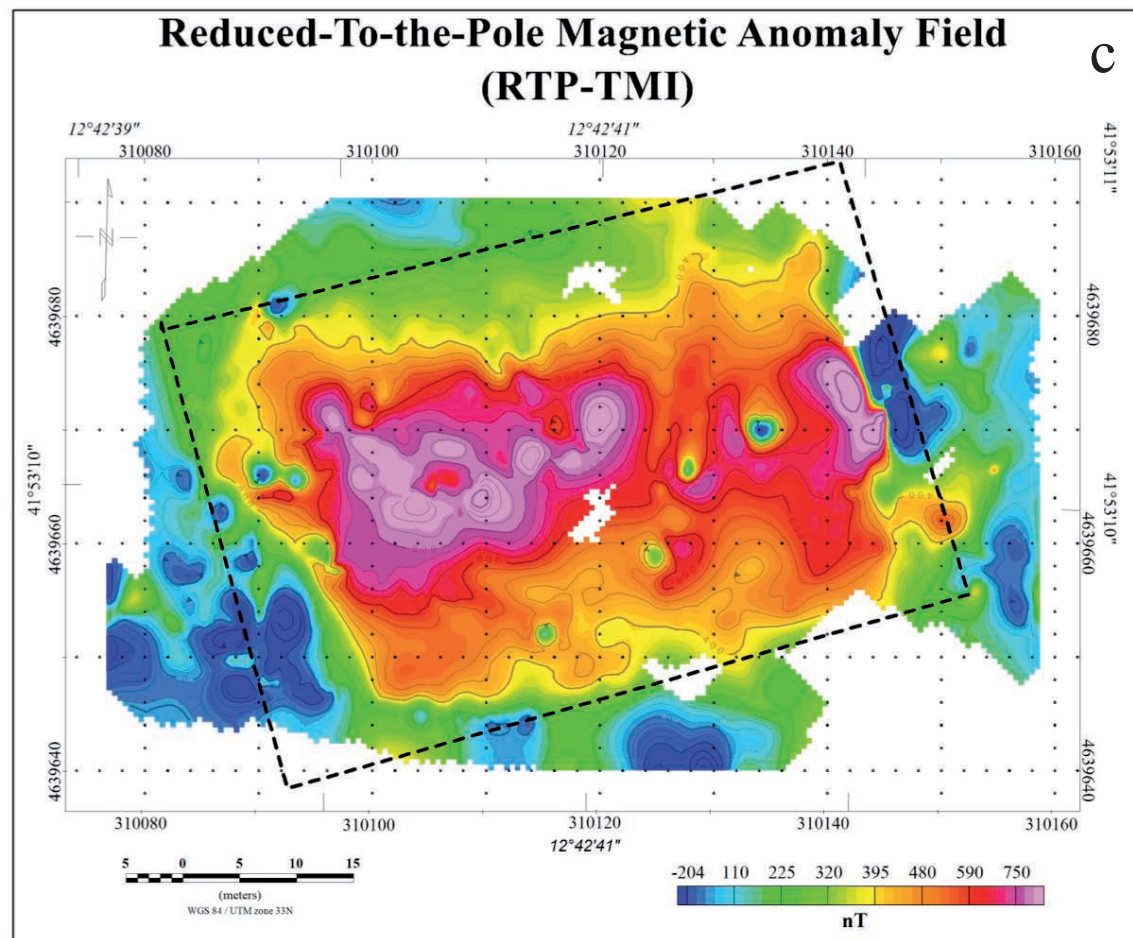 Reduced-To-the-Pole Magnetic Anomaly Field
(RTP-TMI)
c
12°42'39" 12°42'41"
310080 310100 310120 310140 310160
41°53'11"
4639680 4639680
41°53'10" 41°53'10"
4639660 4639660
4639640 4639640
310080 310100 310120 310140 310160
12°42'41"
5 0 5 10 15
(meters)
WGS 84 / UTM zone 33N
-204 110 225 320 395 480 590 750
nT